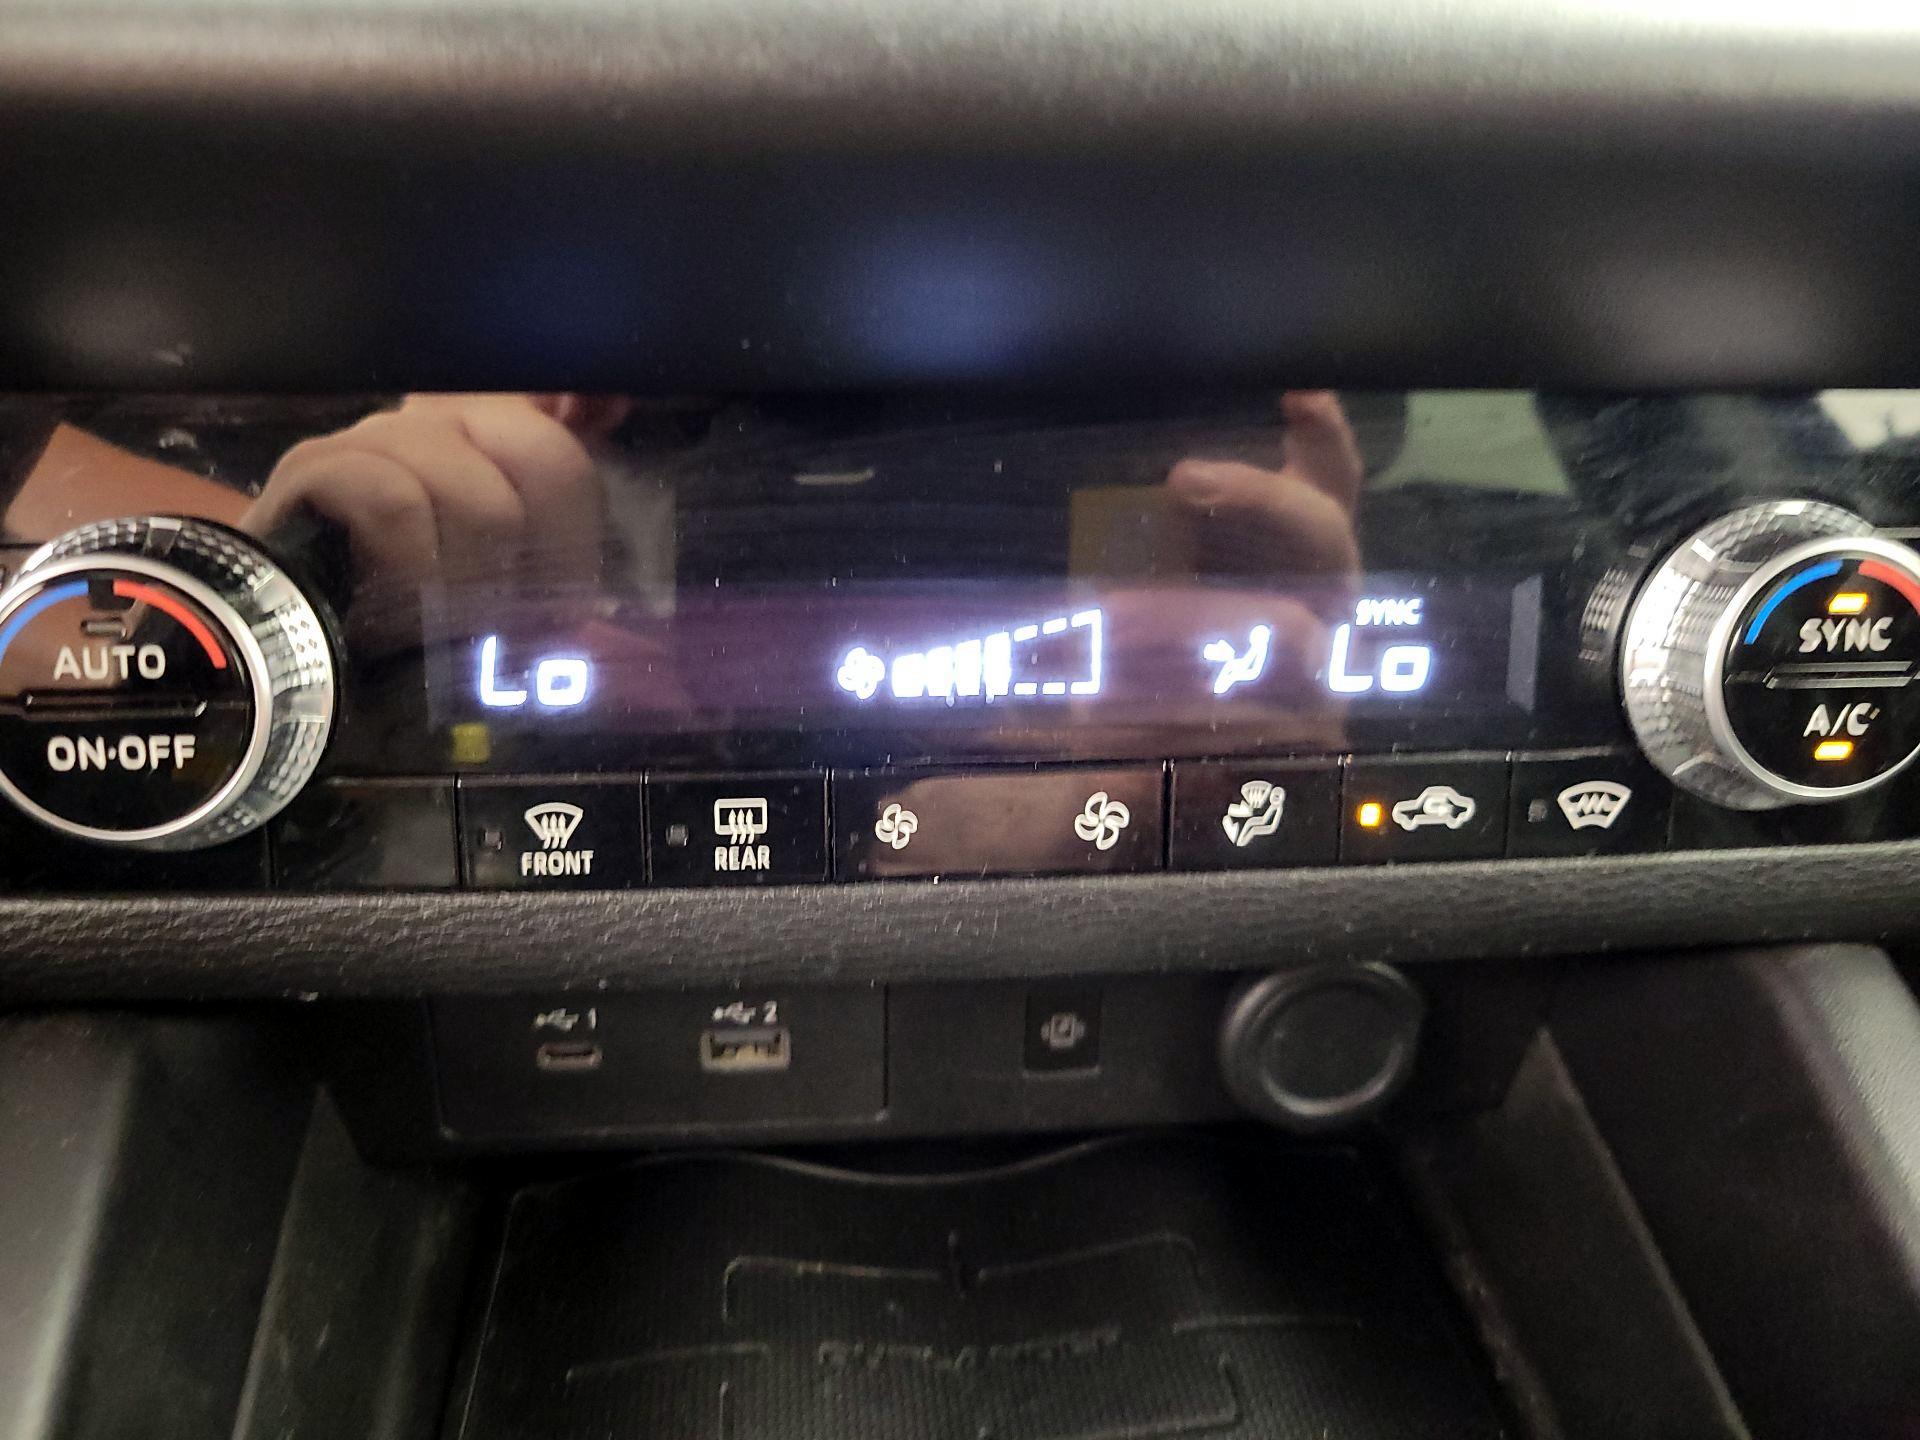 AUTO
ON·OFF
Lo
SYNC
Lo
SYNC
A/C
FRONT
REAR
1
2